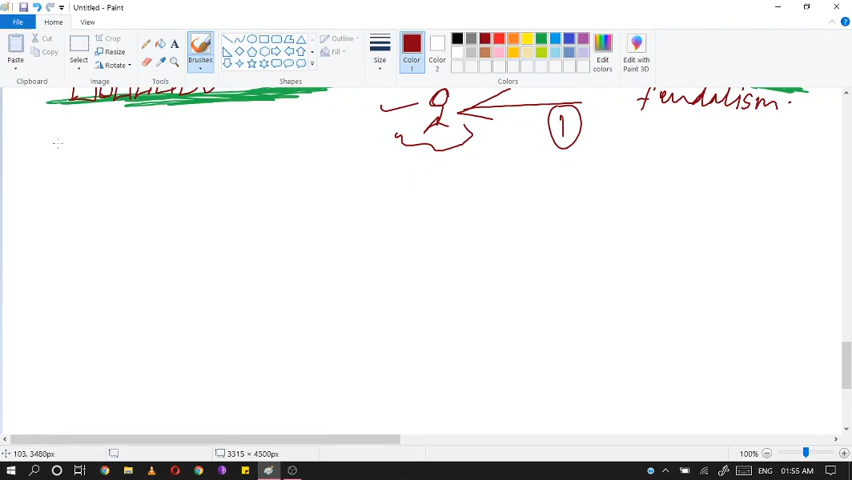 Untitled - Paint
File Home View
Cut
Copy
Paste
Clipboard
Select
Crop
Resize
Rotate
Image
A
Tools
Brushes
Outline
Fill
Shapes
Size
Color 1
Color 2
Colors
Edit colors
Edit with Paint 3D
feudalism.
1
103, 3480px
3315 × 4500px
100%
ENG 01:55 AM